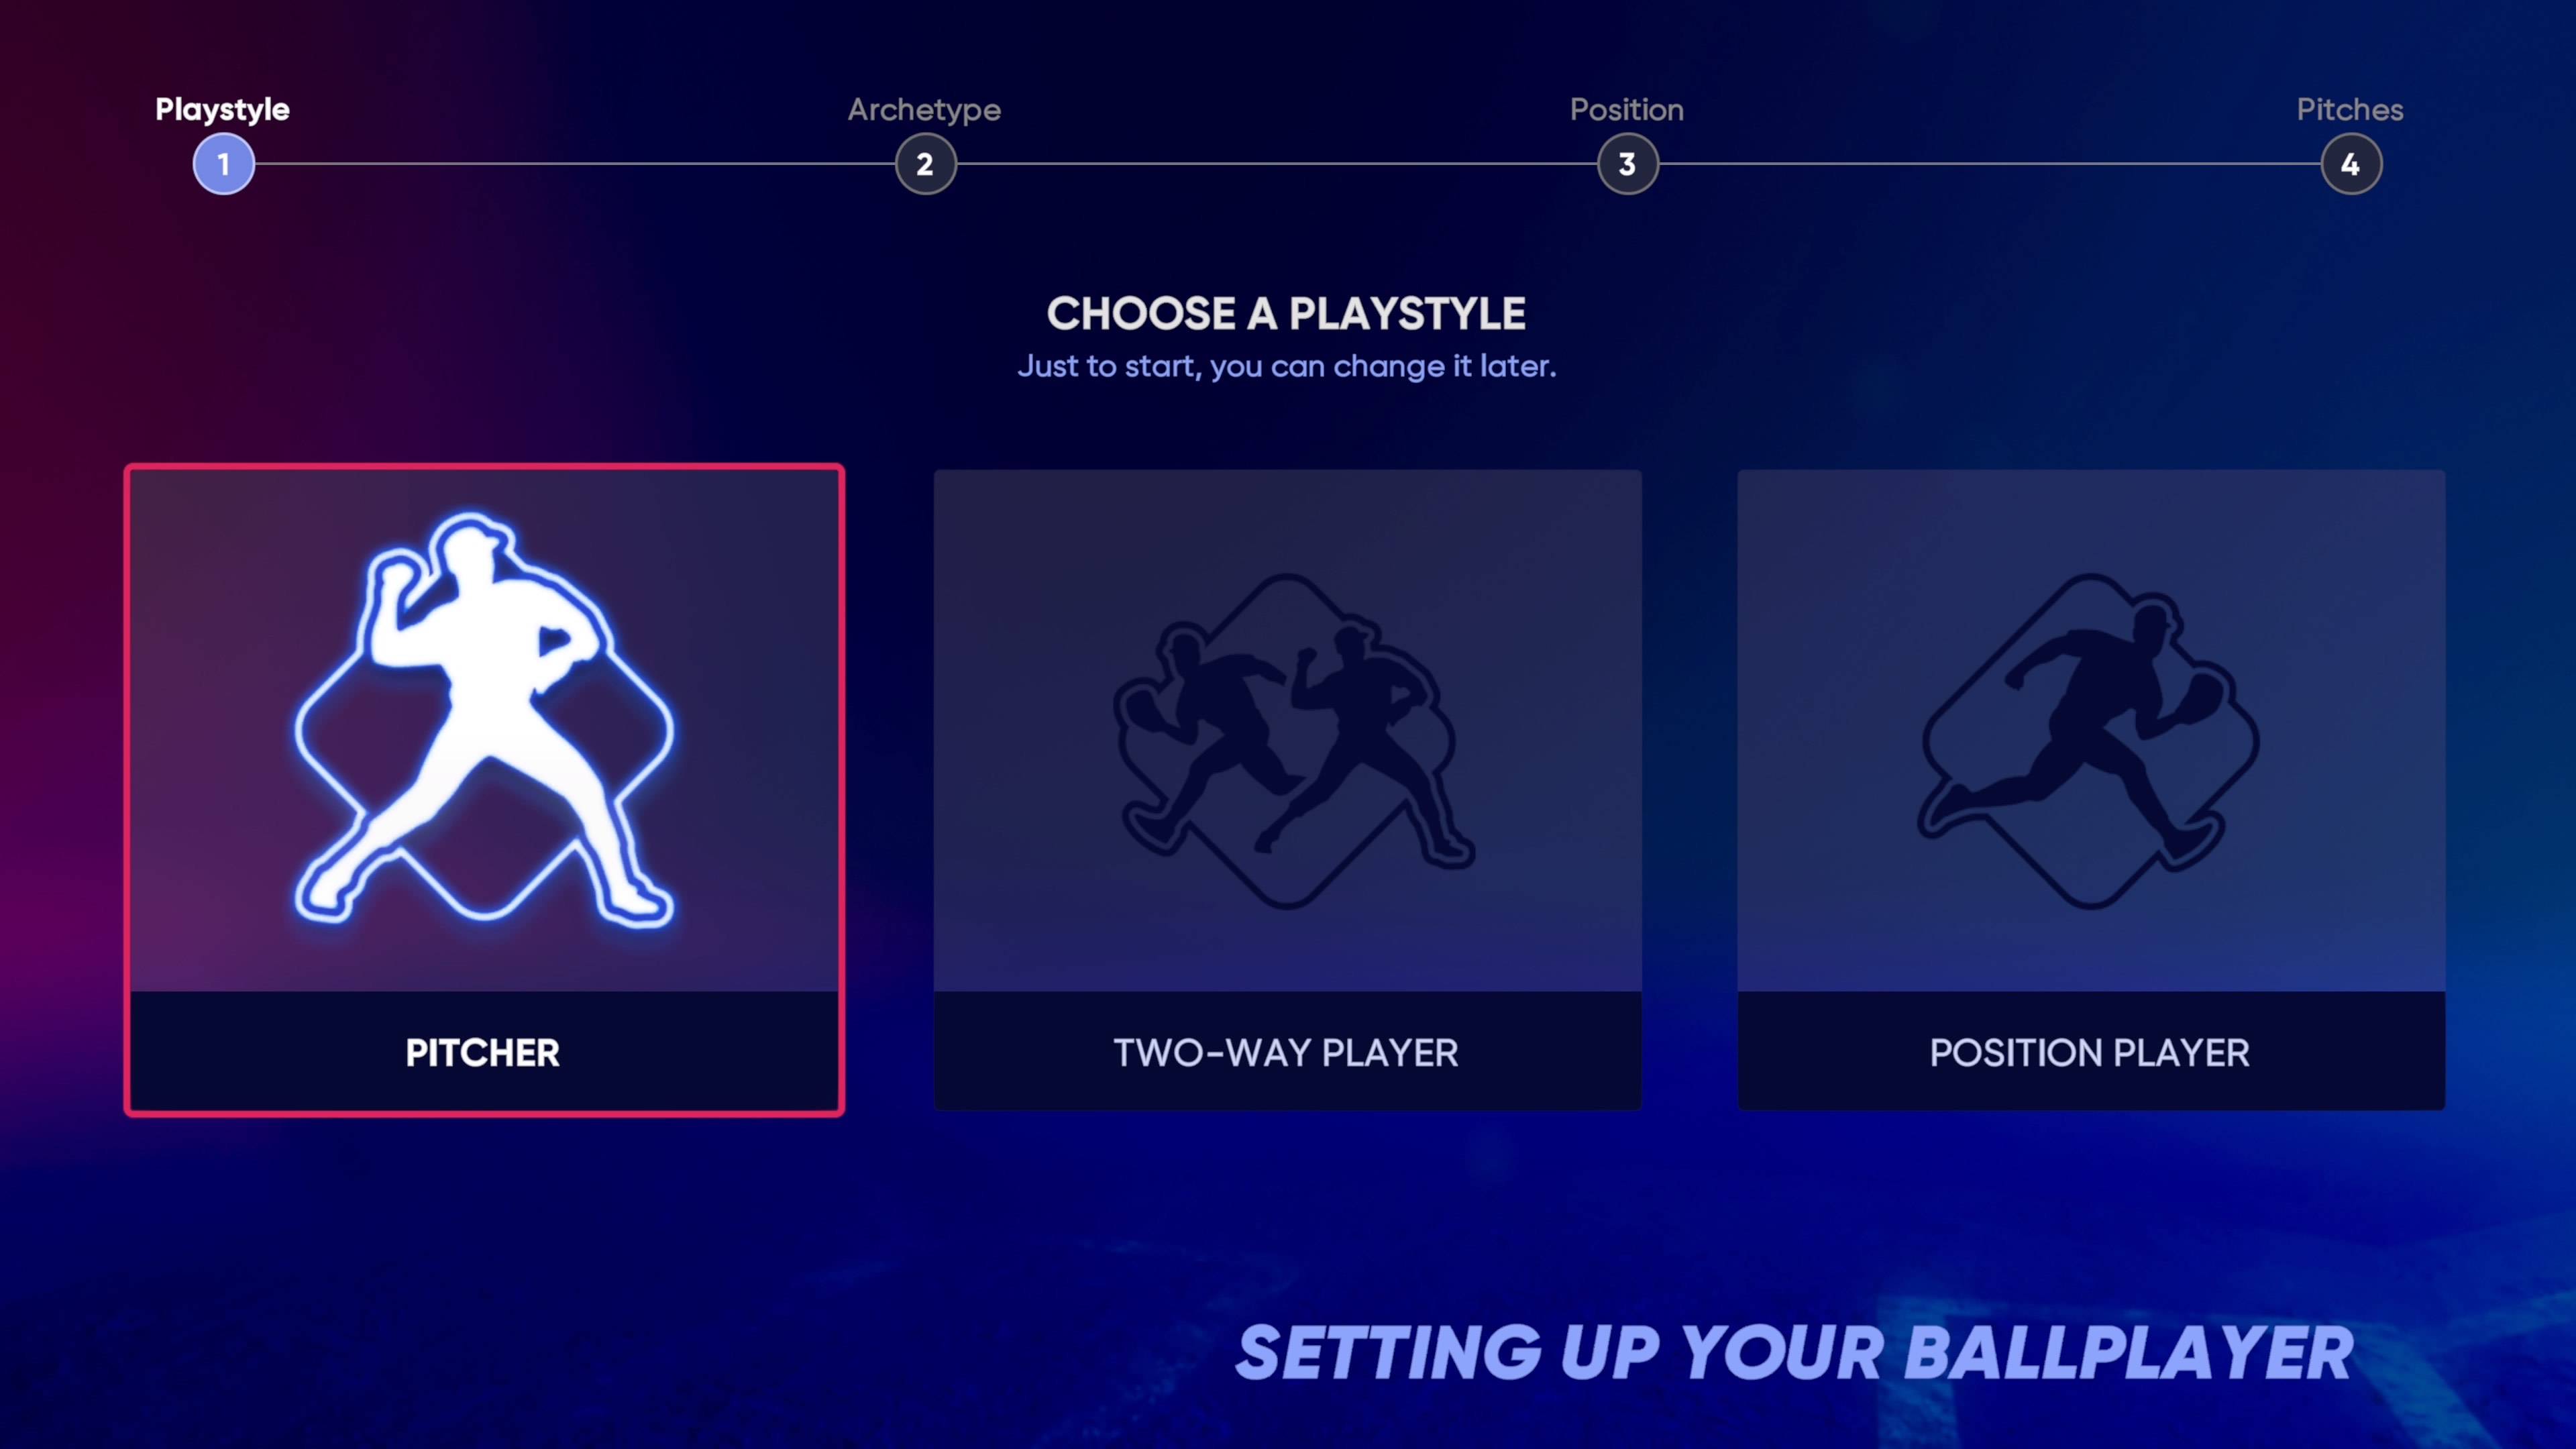 Playstyle
Archetype
Position
Pitches
1
2
3
4
CHOOSE A PLAYSTYLE
Just to start, you can change it later.
PITCHER
TWO-WAY PLAYER
POSITION PLAYER
SETTING UP YOUR BALLPLAYER